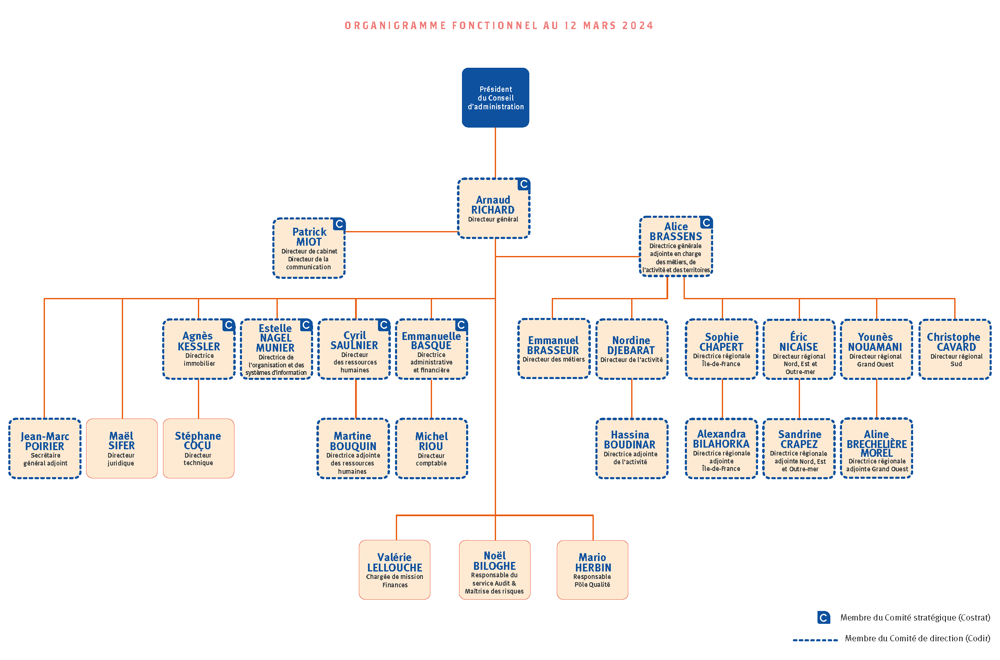 ORGANIGRAMME FONCTIONNEL AU 12 MARS 2024
Président
du Conseil
d'administration
C
Arnaud
RICHARD
Directeur général
C
Patrick
MIOT
Directeur de cabinet
Directeur de la
communication
C
Alice
BRASSENS
Directrice générale
adjointe en charge
des métiers, de
l'activité et des territoires
C
Agnès
KESSLER
Directrice
immobilier
C
Estelle
NAGEL
MUNIER
Directrice de
l'organisation et des
systèmes d'information
C
Cyril
SAULNIER
Directeur
des ressources
humaines
C
Emmanuelle
BASQUE
Directrice
administrative
et financière
Emmanuel
BRASSEUR
Directeur des métiers
Nordine
DJEBARAT
Directeur de l'activité
Sophie
CHAPERT
Directrice régionale
Île-de-France
Éric
NICAISE
Directeur régional
Nord, Est et
Outre-mer
Younès
NOUAMANI
Directeur régional
Grand Ouest
Christophe
CAVARD
Directeur régional
Sud
Jean-Marc
POIRIER
Secrétaire
général adjoint
Maël
SIFER
Directeur
juridique
Stéphane
COÇU
Directeur
technique
Martine
BOUQUIN
Directrice adjointe
des ressources
humaines
Michel
RIOU
Directeur
comptable
Hassina
BOUDINAR
Directrice adjointe
de l'activité
Alexandra
BILAHORKA
Directrice régionale
adjointe
Île-de-France
Sandrine
CRAPEZ
Directrice régionale
adjointe Nord, Est
et Outre-mer
Aline
BRECHELIÈRE
MOREL
Directrice régionale
adjointe Grand Ouest
Valérie
LELLOUCHE
Chargée de mission
Finances
Noël
BILOGHE
Responsable du
service Audit &
Maîtrise des risques
Mario
HERBIN
Responsable
Pôle Qualité
C Membre du Comité stratégique (Costrat)
Membre du Comité de direction (Codir)